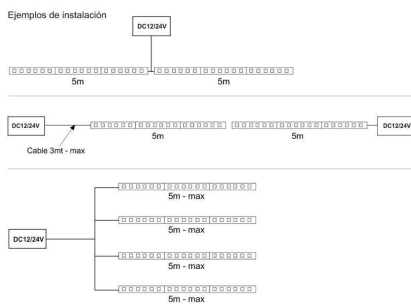 Ejemplos de instalación
DC12/24V
5m 5m
DC12/24V DC12/24V
5m 5m
Cable 3mt - max
5m - max
5m - max
DC12/24V
5m - max
5m - max